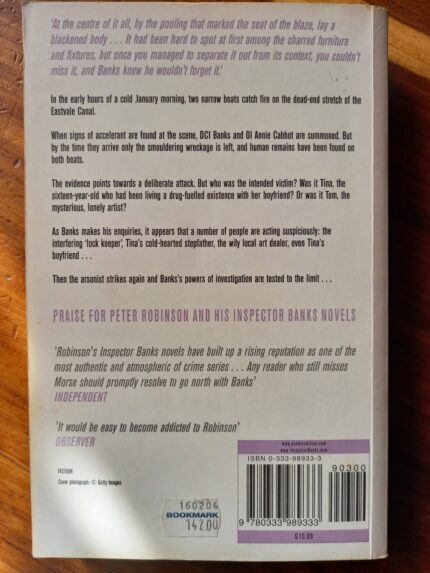 'At the centre of it all, by the pooling that marked the seat of the blaze, lay a
blackened body . . . It had been hard to spot at first among the charred furniture
and fixtures, but once you managed to separate it out from its context, you couldn't
miss it, and Banks knew he wouldn't forget it.'
In the early hours of a cold January morning, two narrow boats catch fire on the dead-end stretch of the
Eastvale Canal.
When signs of accelerant are found at the scene, DCI Banks and DI Annie Cabbot are summoned. But
by the time they arrive only the smouldering wreckage is left, and human remains have been found on
both boats.
The evidence points towards a deliberate attack. But who was the intended victim? Was it Tina, the
sixteen-year-old who had been living a drug-fuelled existence with her boyfriend? Or was it Tom, the
mysterious, lonely artist?
As Banks makes his enquiries, it appears that a number of people are acting suspiciously: the
interfering 'lock keeper', Tina's cold-hearted stepfather, the wily local art dealer, even Tina's
boyfriend . . .
Then the arsonist strikes again and Banks's powers of investigation are tested to the limit . . .
PRAISE FOR PETER ROBINSON AND HIS INSPECTOR BANKS NOVELS
'Robinson's Inspector Banks novels have built up a rising reputation as one of the
most authentic and atmospheric of crime series . . . Any reader who still misses
Morse should promptly resolve to go north with Banks'
INDEPENDENT
'It would be easy to become addicted to Robinson'
OBSERVER
FICTION
Cover photograph: © Getty Images
160204
BOOKMARK
142.00
www.panmacmillan.com
www.InspectorBanks.com
ISBN 0-333-98933-3
90300
9 780333 989333
£10.99